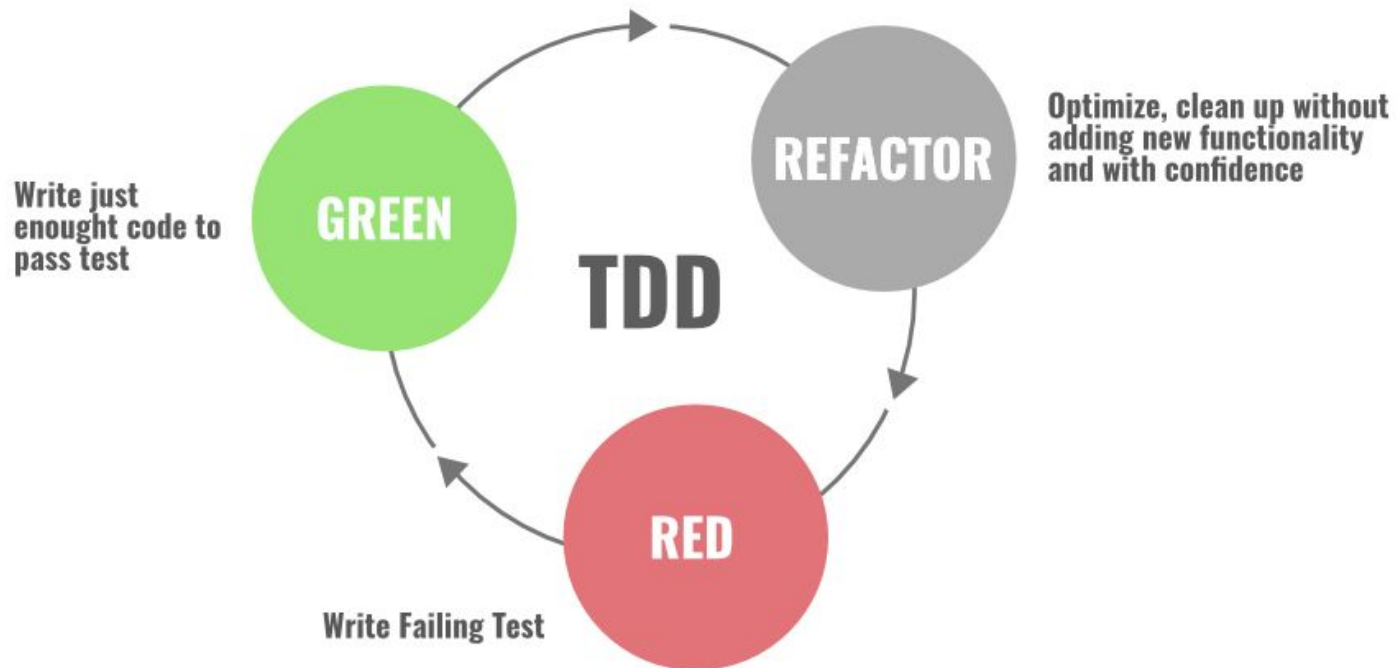 REFACTOR
Optimize, clean up without
adding new functionality
and with confidence
GREEN
Write just
enought code to
pass test
TDD
RED
Write Failing Test